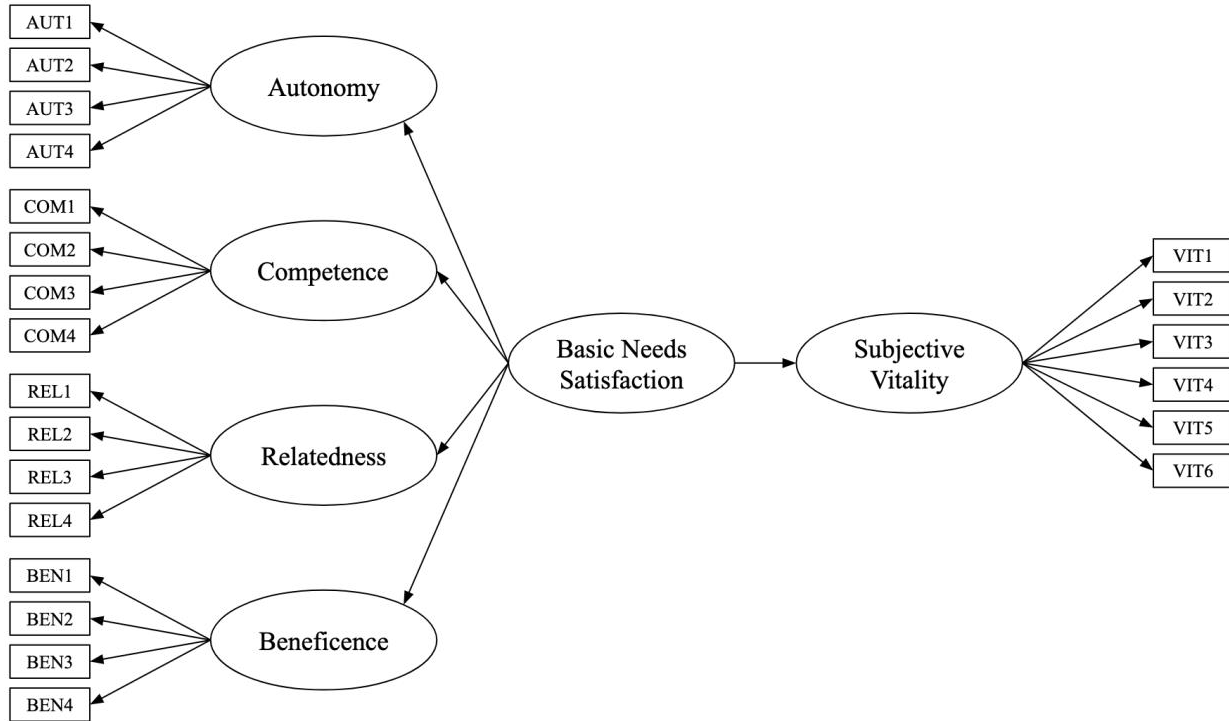 AUT1
AUT2
AUT3
AUT4
Autonomy
COM1
COM2
COM3
COM4
Competence
REL1
REL2
REL3
REL4
Relatedness
BEN1
BEN2
BEN3
BEN4
Beneficence
Basic Needs
Satisfaction
Subjective
Vitality
VIT1
VIT2
VIT3
VIT4
VIT5
VIT6